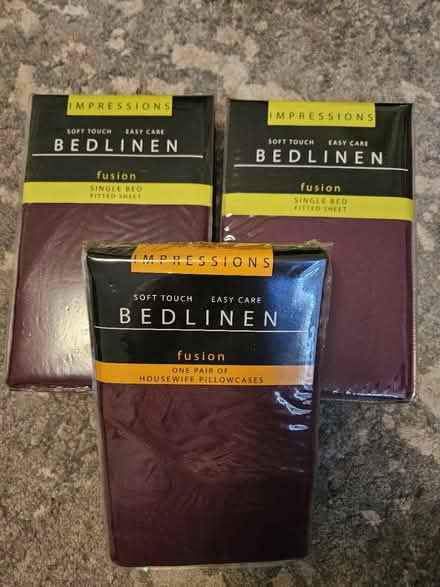 IMPRESSIONS
SOFT TOUCH EASY CARE
BEDLINEN
fusion
SINGLE BED
FITTED SHEET
IMPRESSIONS
SOFT TOUCH EASY CARE
BEDLINEN
fusion
SINGLE BED
FITTED SHEET
IMPRESSIONS
SOFT TOUCH EASY CARE
BEDLINEN
fusion
ONE PAIR OF
HOUSEWIFE PILLOWCASES